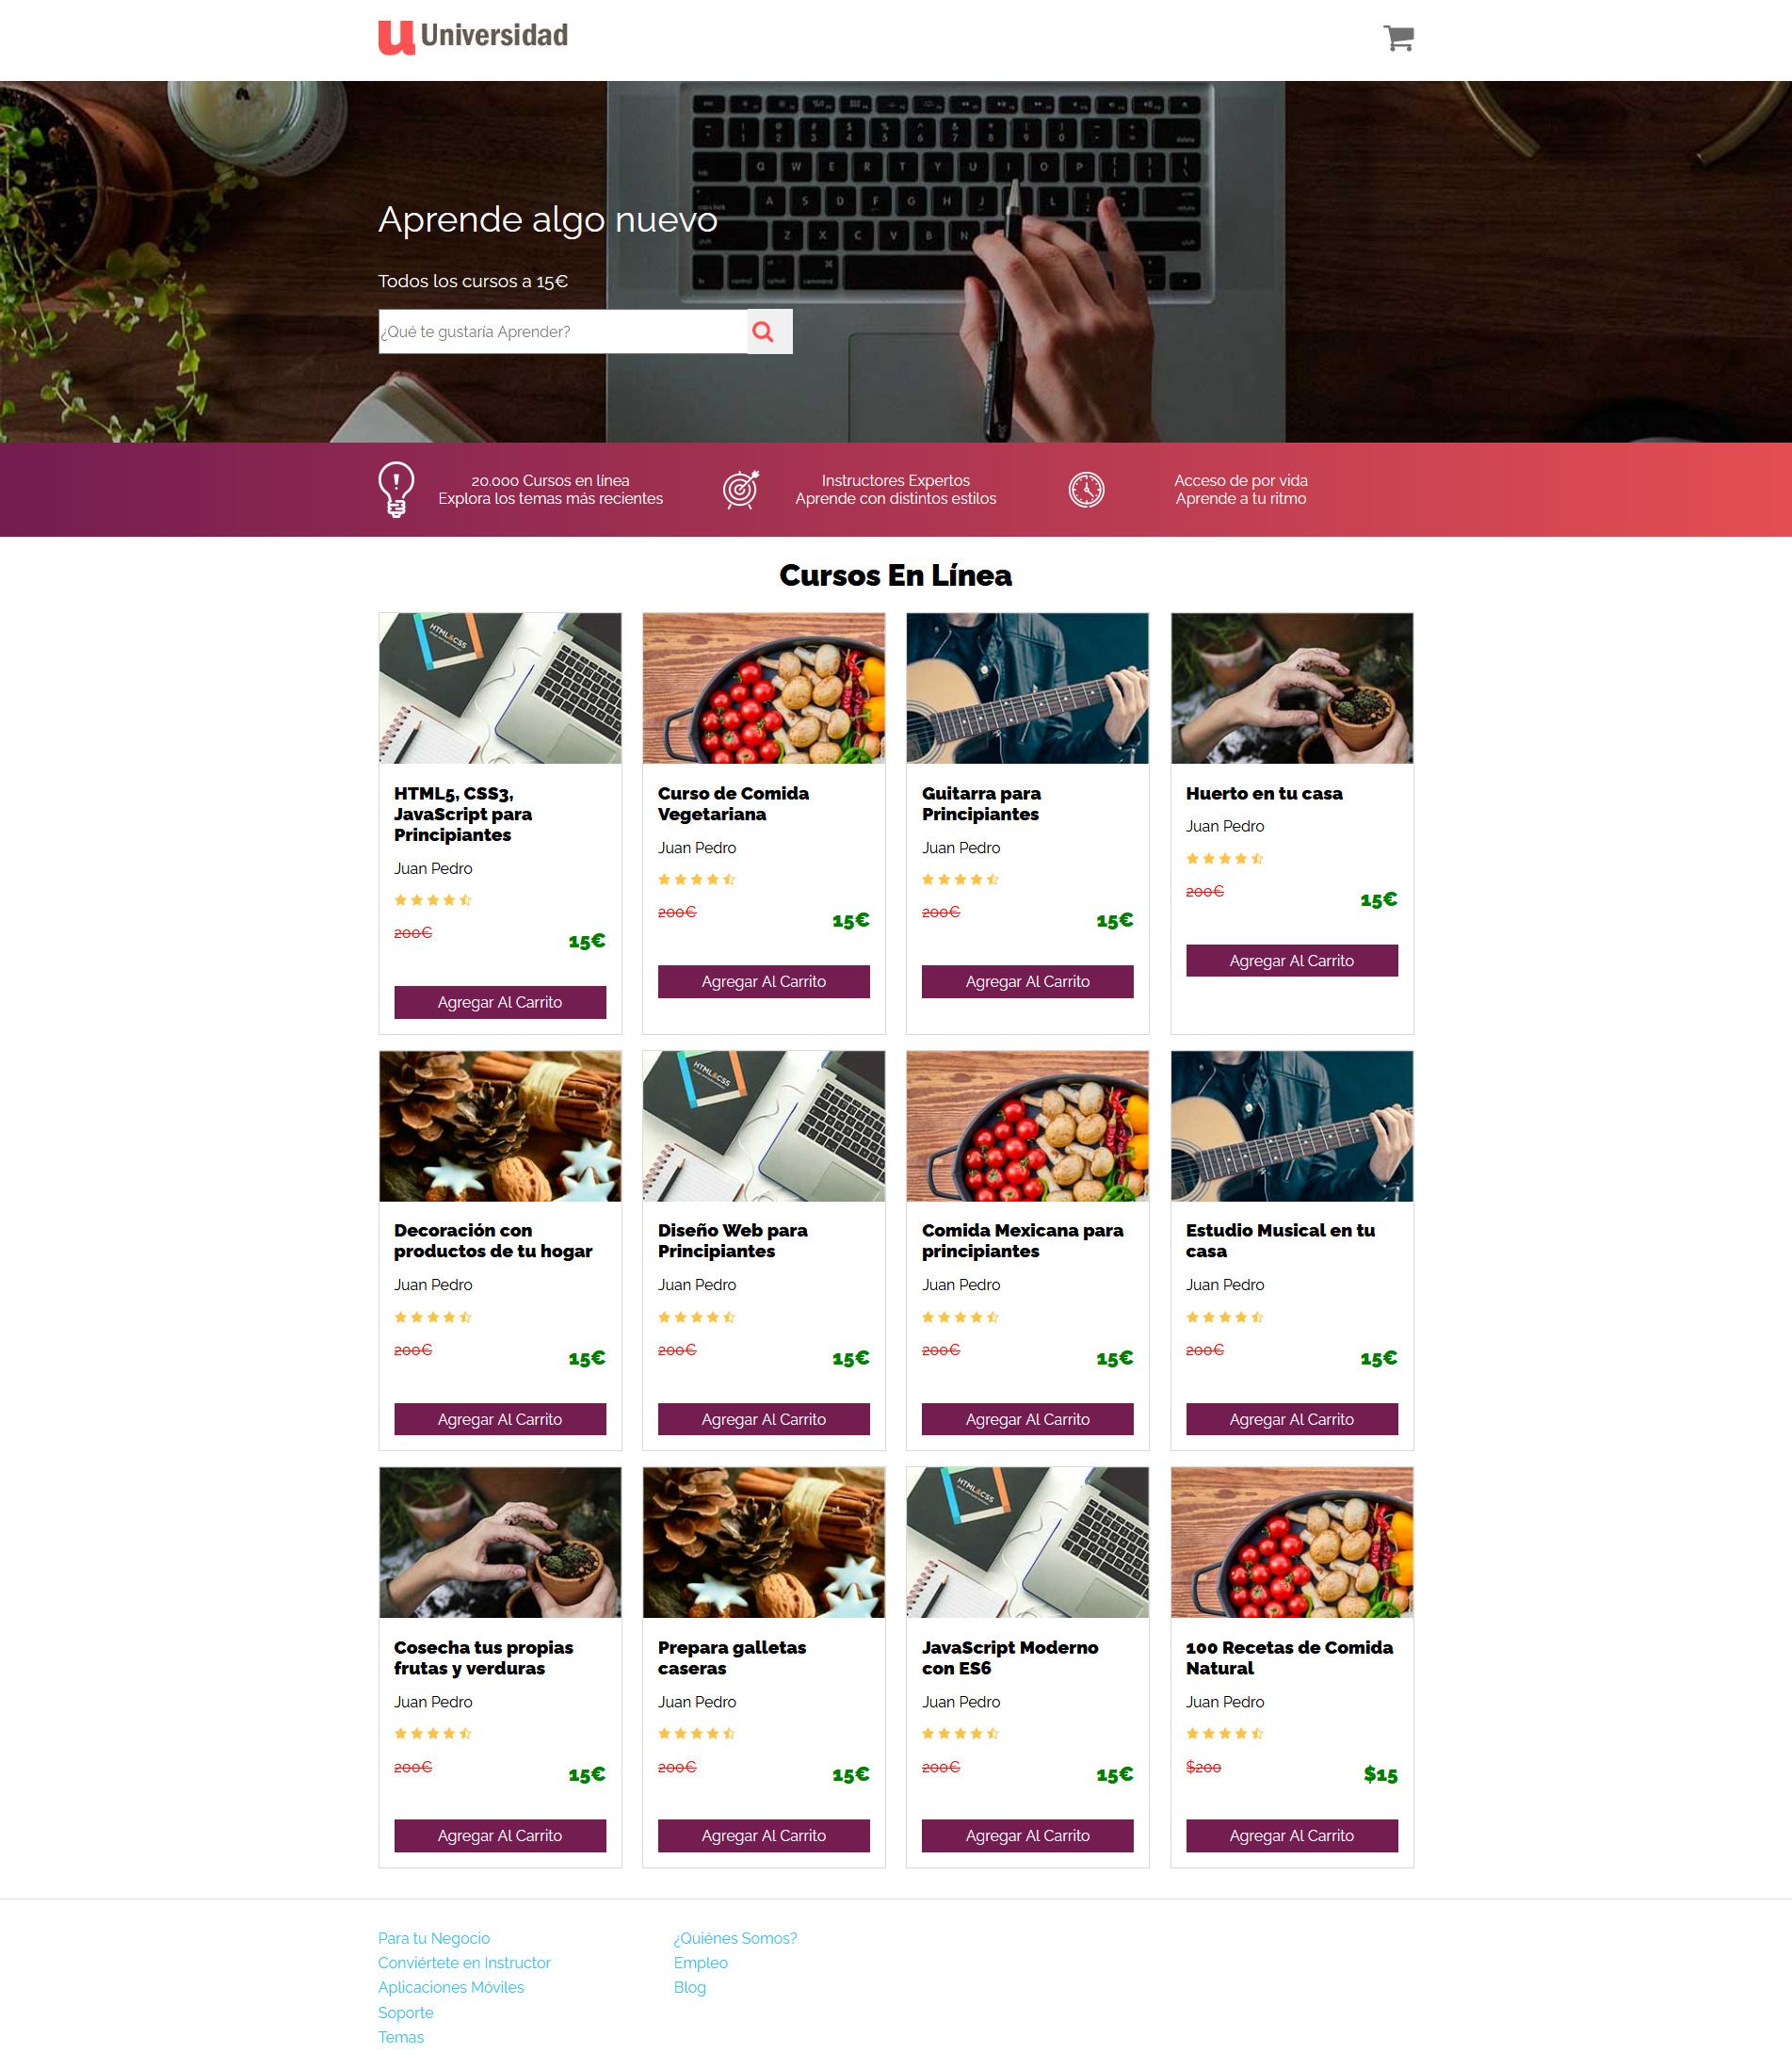 u Universidad
Aprende algo nuevo
Todos los cursos a 15€
¿Qué te gustaría Aprender?
20.000 Cursos en línea
Explora los temas más recientes
Instructores Expertos
Aprende con distintos estilos
Acceso de por vida
Aprende a tu ritmo
Cursos En Línea
HTML&CSS
HTML5, CSS3,
JavaScript para
Principiantes
Juan Pedro
200€
15€
Agregar Al Carrito
Curso de Comida
Vegetariana
Juan Pedro
200€
15€
Agregar Al Carrito
Guitarra para
Principiantes
Juan Pedro
200€
15€
Agregar Al Carrito
Huerto en tu casa
Juan Pedro
200€
15€
Agregar Al Carrito
Decoración con
productos de tu hogar
Juan Pedro
200€
15€
Agregar Al Carrito
HTML&CSS
Diseño Web para
Principiantes
Juan Pedro
200€
15€
Agregar Al Carrito
Comida Mexicana para
principiantes
Juan Pedro
200€
15€
Agregar Al Carrito
Estudio Musical en tu
casa
Juan Pedro
200€
15€
Agregar Al Carrito
Cosecha tus propias
frutas y verduras
Juan Pedro
200€
15€
Agregar Al Carrito
Prepara galletas
caseras
Juan Pedro
200€
15€
Agregar Al Carrito
HTML&CSS
JavaScript Moderno
con ES6
Juan Pedro
200€
15€
Agregar Al Carrito
100 Recetas de Comida
Natural
Juan Pedro
$200
$15
Agregar Al Carrito
Para tu Negocio
Conviértete en Instructor
Aplicaciones Móviles
Soporte
Temas
¿Quiénes Somos?
Empleo
Blog